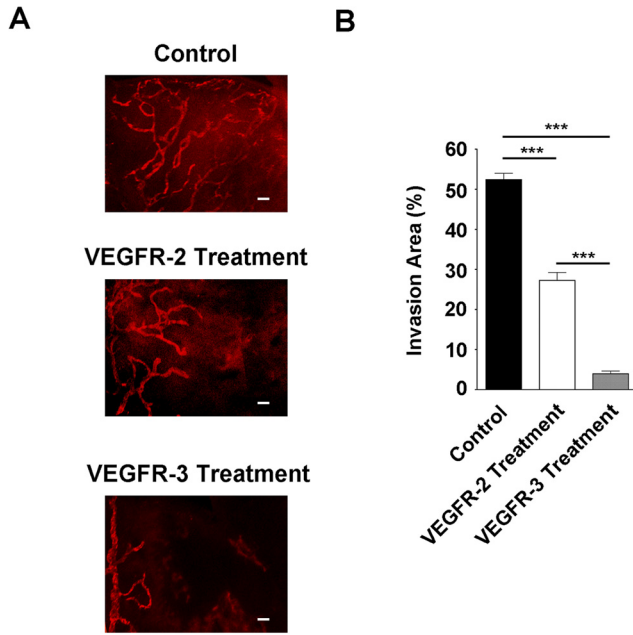 A
Control
VEGFR-2 Treatment
VEGFR-3 Treatment
B
***
***
***
60
50
40
30
20
10
0
Invasion Area (%)
Control
VEGFR-2 Treatment
VEGFR-3 Treatment